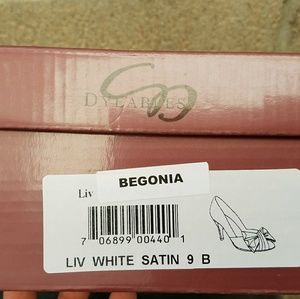 DYEABLES
Liv BEGONIA
7 06899 00440 1
LIV WHITE SATIN 9 B